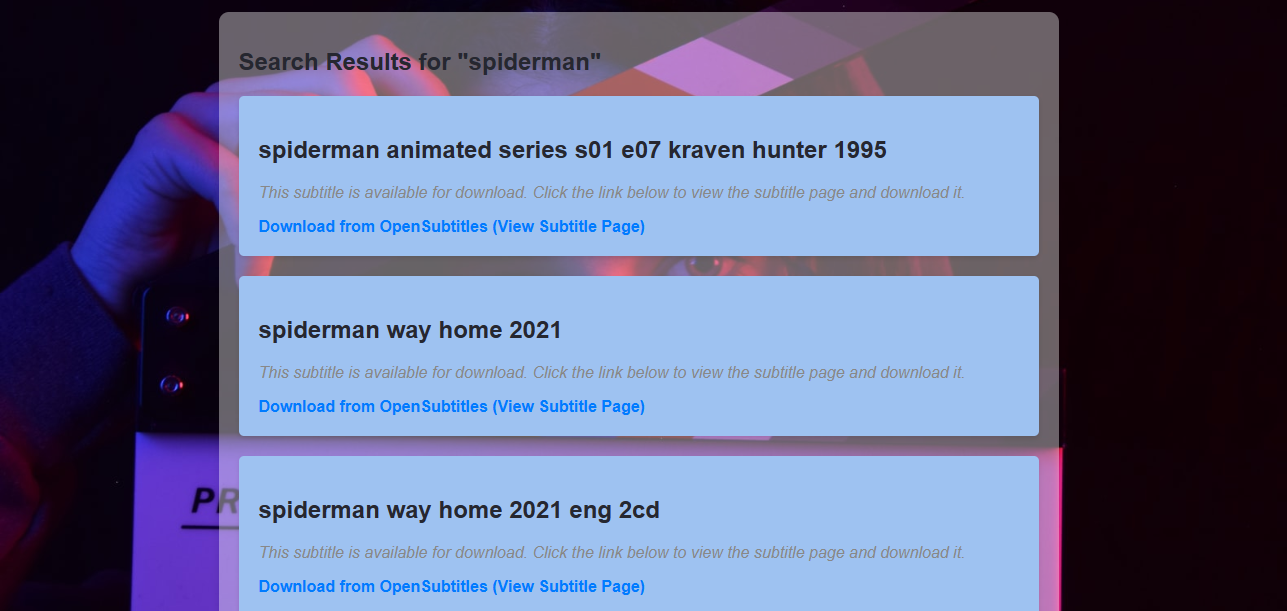 Search Results for "spiderman"
spiderman animated series s01 e07 kraven hunter 1995
This subtitle is available for download. Click the link below to view the subtitle page and download it.
Download from OpenSubtitles (View Subtitle Page)
spiderman way home 2021
This subtitle is available for download. Click the link below to view the subtitle page and download it.
Download from OpenSubtitles (View Subtitle Page)
spiderman way home 2021 eng 2cd
This subtitle is available for download. Click the link below to view the subtitle page and download it.
Download from OpenSubtitles (View Subtitle Page)